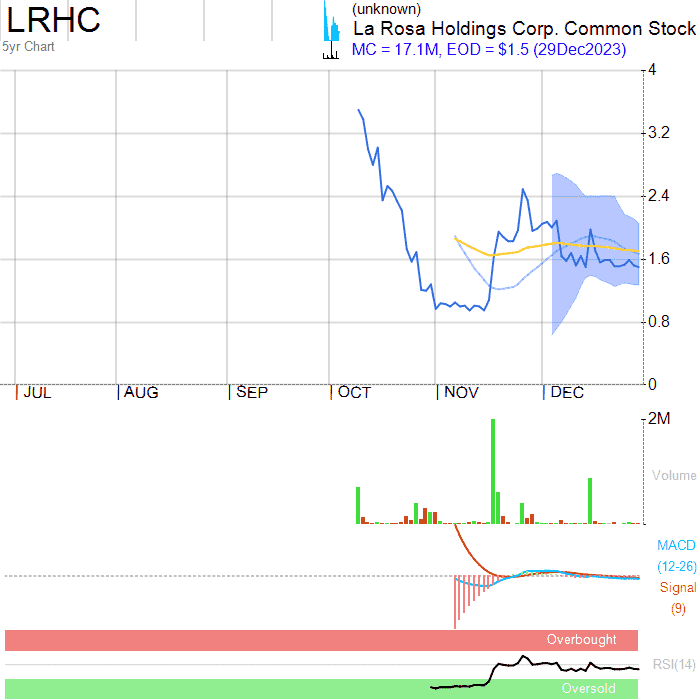 LRHC
5yr Chart
(unknown)
La Rosa Holdings Corp. Common Stock
MC = 17.1M, EOD = $1.5 (29Dec2023)
4
3.2
2.4
1.6
0.8
0
JUL AUG SEP OCT NOV DEC
2M
Volume
MACD
(12-26)
Signal
(9)
Overbought
RSI(14)
Oversold